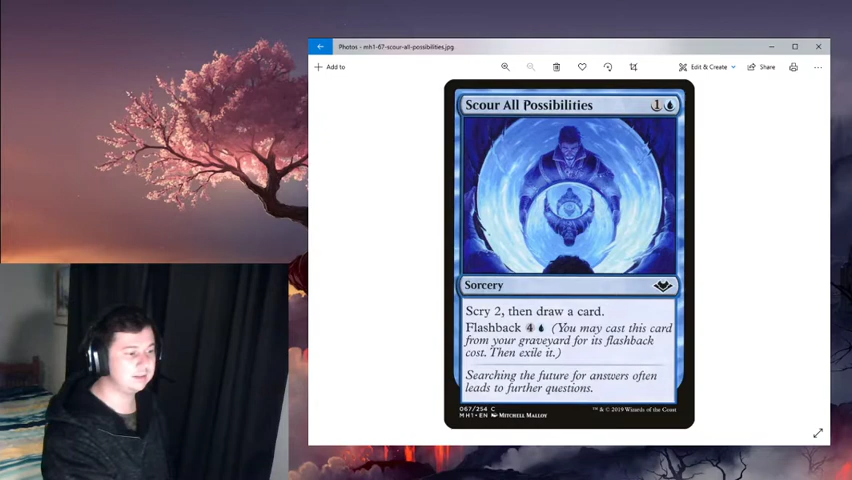 Photos - mh1-67-scour-all-possibilities.jpg
Add to
Edit & Create
Share
Scour All Possibilities
1
Sorcery
Scry 2, then draw a card.
Flashback 4 (You may cast this card
from your graveyard for its flashback
cost. Then exile it.)
Searching the future for answers often
leads to further questions.
067/254 C
MH1 • EN Mitchell Malloy
™ & © 2019 Wizards of the Coast